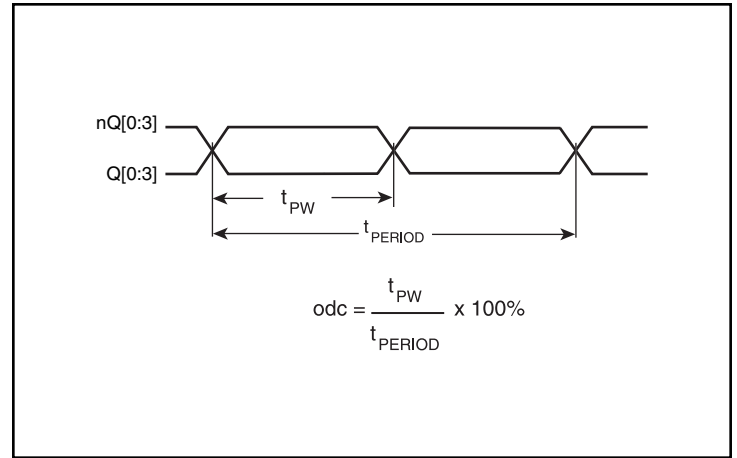 nQ[0:3]
Q[0:3]
tPW
tPERIOD
odc = tPW / tPERIOD x 100%